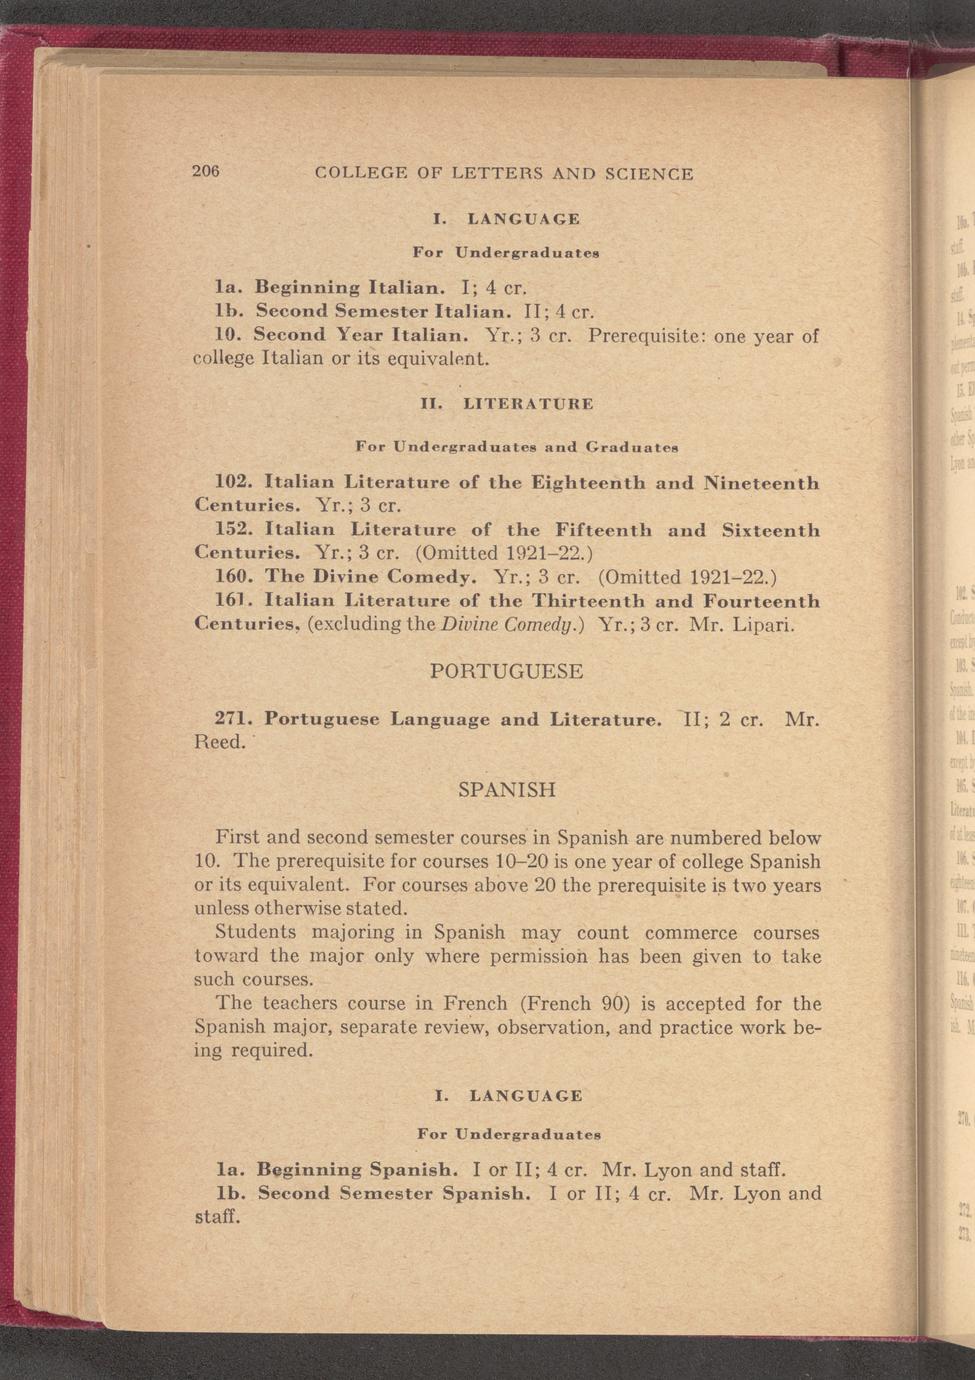 206 COLLEGE OF LETTERS AND SCIENCE
I. LANGUAGE
For Undergraduates
1a. Beginning Italian. I; 4 cr.
1b. Second Semester Italian. II; 4 cr.
10. Second Year Italian. Yr.; 3 cr. Prerequisite: one year of
college Italian or its equivalent.
II. LITERATURE
For Undergraduates and Graduates
102. Italian Literature of the Eighteenth and Nineteenth
Centuries. Yr.; 3 cr.
152. Italian Literature of the Fifteenth and Sixteenth
Centuries. Yr.; 3 cr. (Omitted 1921–22.)
160. The Divine Comedy. Yr.; 3 cr. (Omitted 1921–22.)
161. Italian Literature of the Thirteenth and Fourteenth
Centuries, (excluding the Divine Comedy.) Yr.; 3 cr. Mr. Lipari.
PORTUGUESE
271. Portuguese Language and Literature. II; 2 cr. Mr.
Reed.
SPANISH
First and second semester courses in Spanish are numbered below
10. The prerequisite for courses 10–20 is one year of college Spanish
or its equivalent. For courses above 20 the prerequisite is two years
unless otherwise stated.
Students majoring in Spanish may count commerce courses
toward the major only where permission has been given to take
such courses.
The teachers course in French (French 90) is accepted for the
Spanish major, separate review, observation, and practice work be-
ing required.
I. LANGUAGE
For Undergraduates
1a. Beginning Spanish. I or II; 4 cr. Mr. Lyon and staff.
1b. Second Semester Spanish. I or II; 4 cr. Mr. Lyon and
staff.